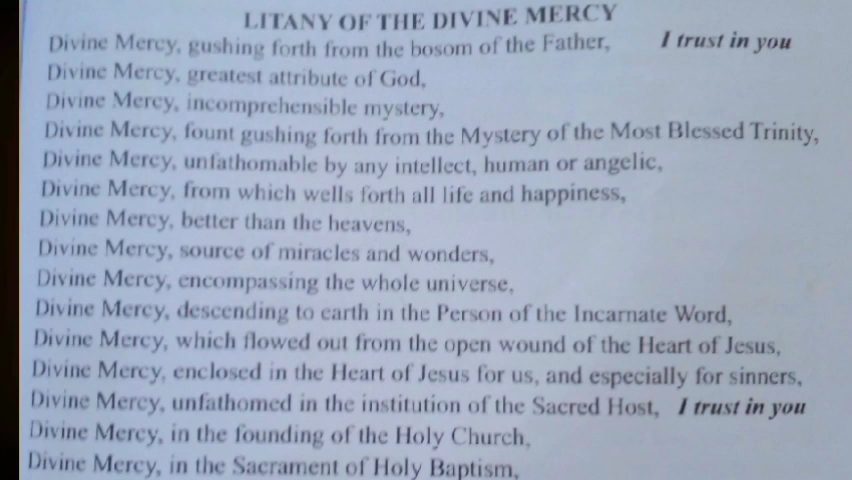 LITANY OF THE DIVINE MERCY
Divine Mercy, gushing forth from the bosom of the Father, I trust in you
Divine Mercy, greatest attribute of God,
Divine Mercy, incomprehensible mystery,
Divine Mercy, fount gushing forth from the Mystery of the Most Blessed Trinity,
Divine Mercy, unfathomable by any intellect, human or angelic,
Divine Mercy, from which wells forth all life and happiness,
Divine Mercy, better than the heavens,
Divine Mercy, source of miracles and wonders,
Divine Mercy, encompassing the whole universe,
Divine Mercy, descending to earth in the Person of the Incarnate Word,
Divine Mercy, which flowed out from the open wound of the Heart of Jesus,
Divine Mercy, enclosed in the Heart of Jesus for us, and especially for sinners,
Divine Mercy, unfathomed in the institution of the Sacred Host, I trust in you
Divine Mercy, in the founding of the Holy Church,
Divine Mercy, in the Sacrament of Holy Baptism,